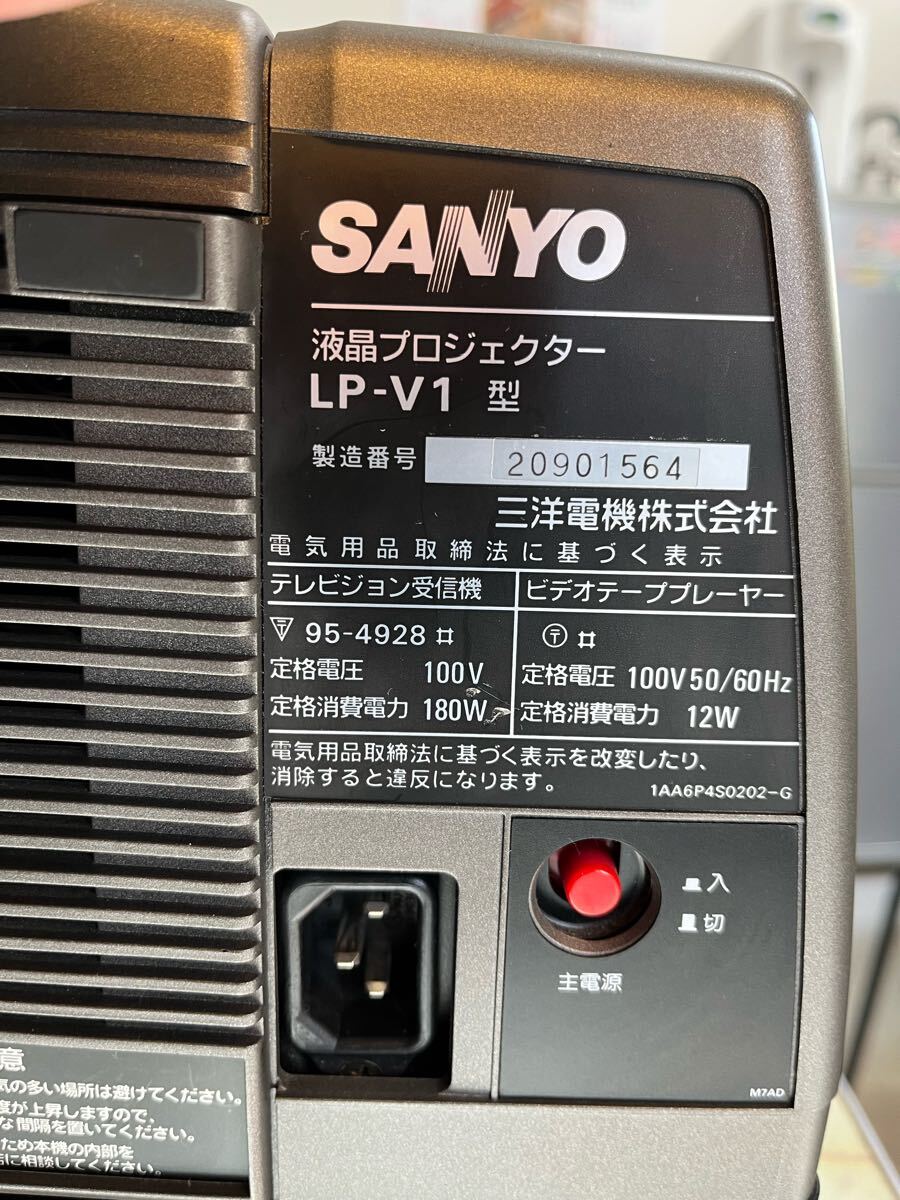 SANYO
液晶プロジェクター
LP-V1 型
製造番号 20901564
三洋電機株式会社
電気用品取締法に基づく表示
テレビジョン受信機 ビデオテーププレーヤー
〒 95-4928 〒
定格電圧 100V 定格電圧 100V 50/60Hz
定格消費電力 180W 定格消費電力 12W
電気用品取締法に基づく表示を改変したり、
消除すると違反になります。
1AA6P4S0202-G
入
切
主電源
M7AD
意
気の多い場所は避けてください。
度が上昇しますので、
な間隔を置いてください。
ため本機の内部を
店に相談してください。